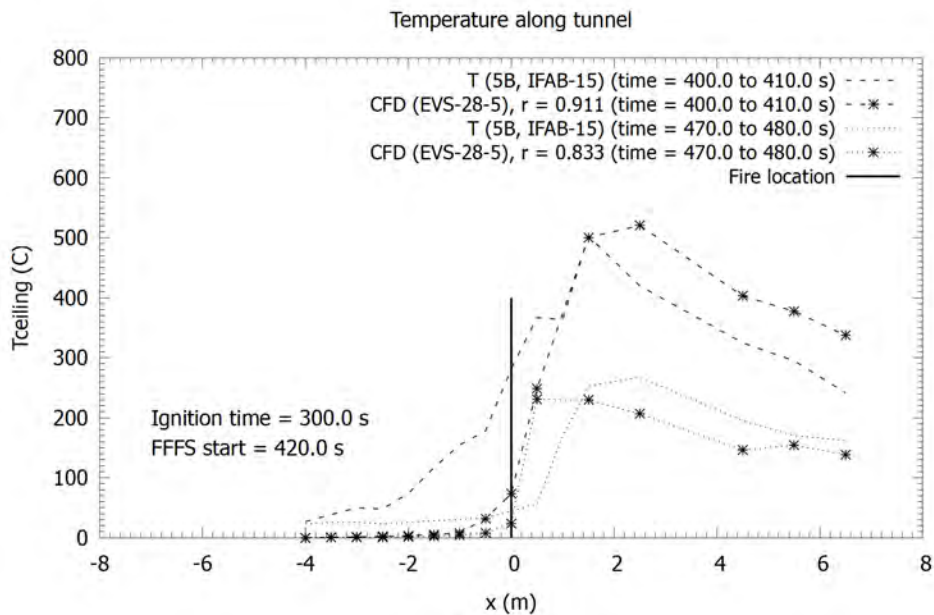 Temperature along tunnel
800
700
600
500
400
300
200
100
0
Tceiling (C)
T (5B, IFAB-15) (time = 400.0 to 410.0 s)
CFD (EVS-28-5), r = 0.911 (time = 400.0 to 410.0 s)
T (5B, IFAB-15) (time = 470.0 to 480.0 s)
CFD (EVS-28-5), r = 0.833 (time = 470.0 to 480.0 s)
Fire location
Ignition time = 300.0 s
FFFS start = 420.0 s
-8 -6 -4 -2 0 2 4 6 8
x (m)